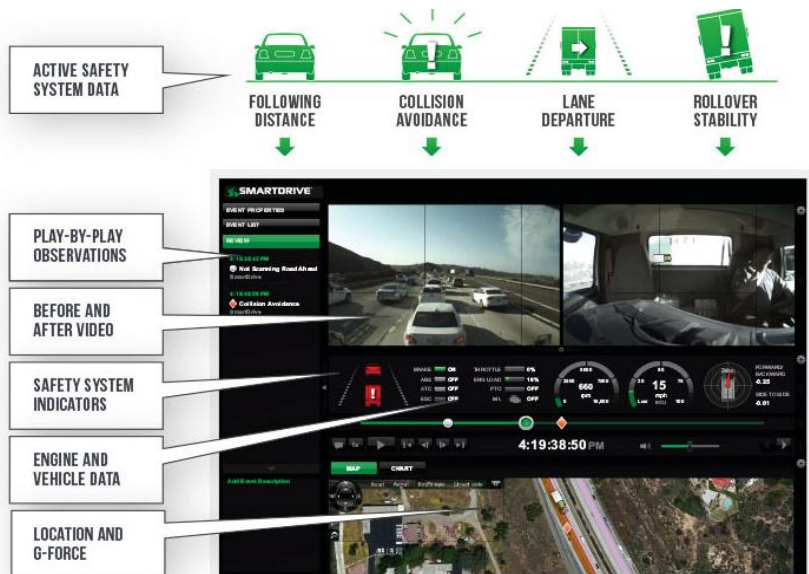 ACTIVE SAFETY
SYSTEM DATA
FOLLOWING
DISTANCE
COLLISION
AVOIDANCE
LANE
DEPARTURE
ROLLOVER
STABILITY
SMARTDRIVE
EVENT PROPERTIES
EVENT LIST
REVIEW
PLAY-BY-PLAY
OBSERVATIONS
Not Scanning Road Ahead
SmartDrive
Collision Avoidance
SmartDrive
BEFORE AND
AFTER VIDEO
SAFETY SYSTEM
INDICATORS
BRAKE ON THROTTLE 0%
ABS OFF ENG LOAD 16%
ATC OFF PTO OFF
ESC OFF MIL OFF
660
rpm
15
mph
ECU
FORWARD/
BACKWARD
-0.25
SIDE TO SIDE
-0.01
4:19:38:50 PM
ENGINE AND
VEHICLE DATA
MAP CHART
Add Event Description
Road Aerial
LOCATION AND
G-FORCE